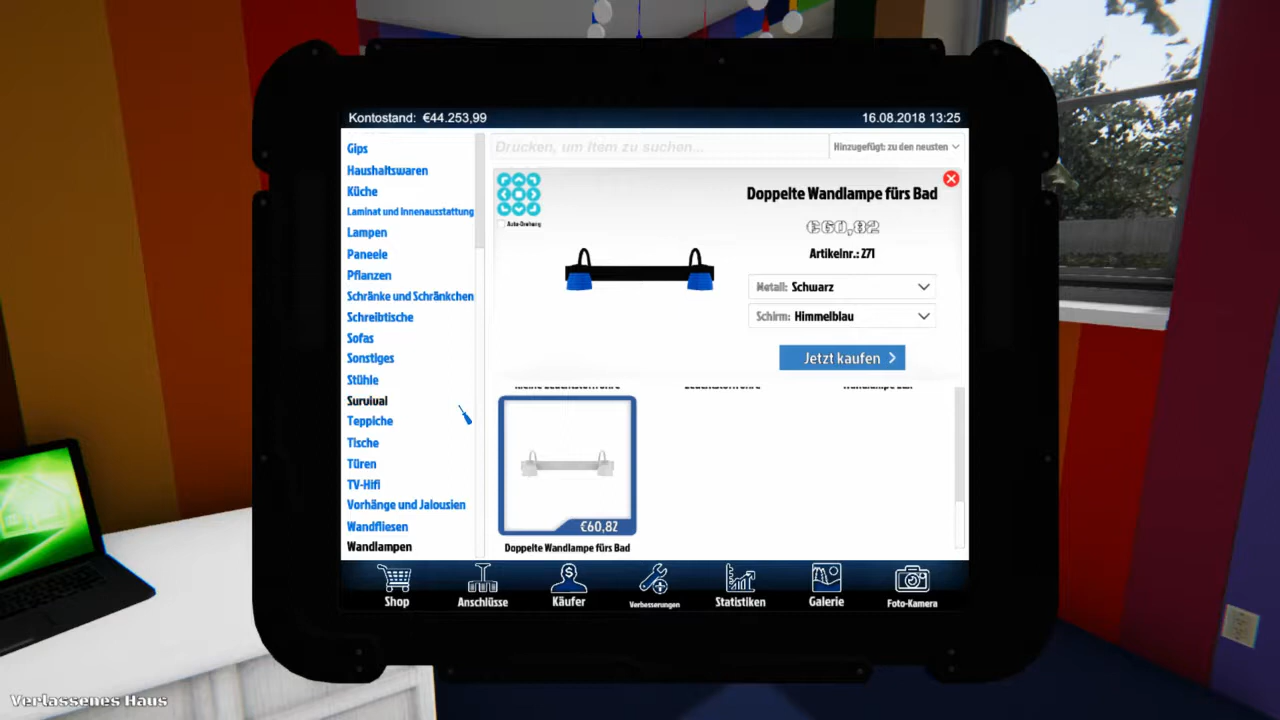 Kontostand: €44.253,99
16.08.2018 13:25
Gips
Haushaltswaren
Küche
Laminat und Innenausstattung
Lampen
Paneele
Pflanzen
Schränke und Schränkchen
Schreibtische
Sofas
Sonstiges
Stühle
Survival
Teppiche
Tische
Türen
TV-Hifi
Vorhänge und Jalousien
Wandfliesen
Wandlampen
Drucken, um Item zu suchen...
Hinzugefügt: zu den neusten
Auto-Drehung
Doppelte Wandlampe fürs Bad
€60,82
Artikelnr.: 271
Metall: Schwarz
Schirm: Himmelblau
Jetzt kaufen
€60,82
Doppelte Wandlampe fürs Bad
Shop
Anschlüsse
Käufer
Verbesserungen
Statistiken
Galerie
Foto-Kamera
Verlassenes Haus